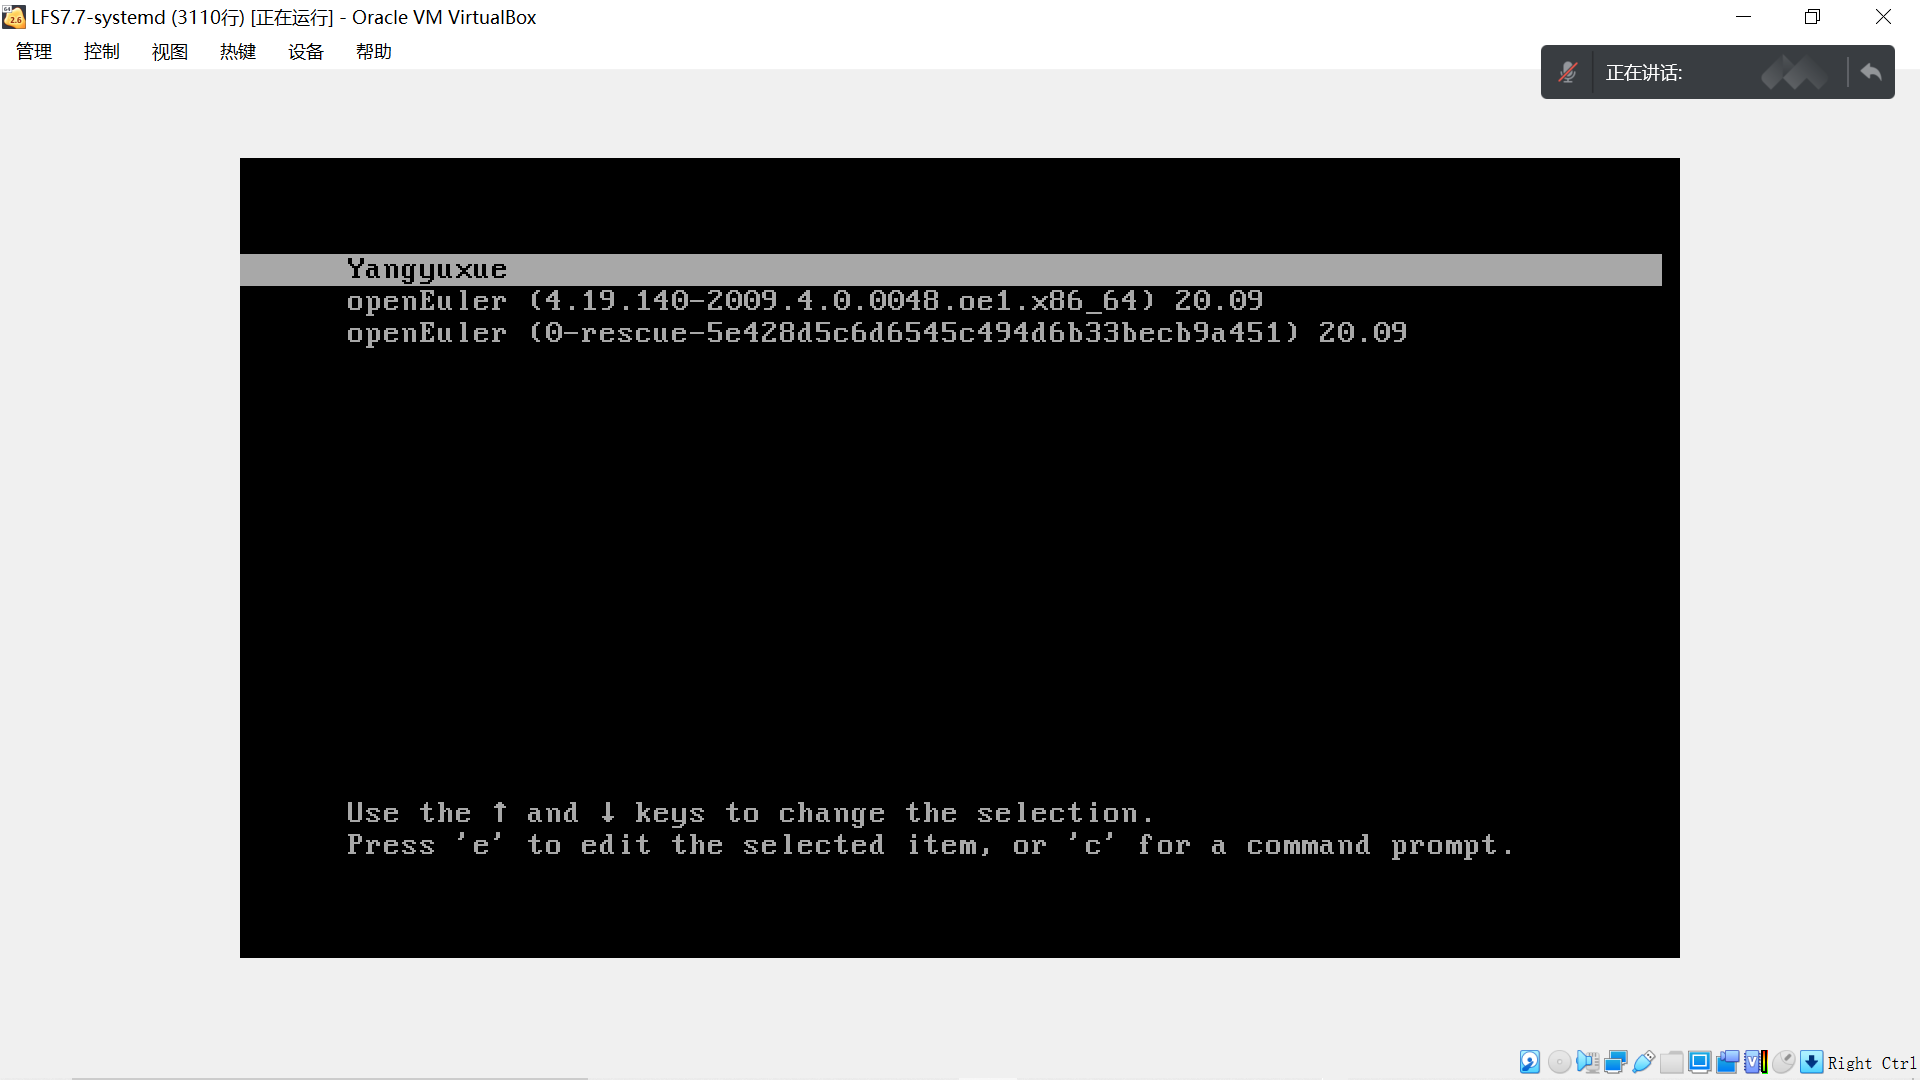 LFS7.7-systemd (3110行) [正在运行] - Oracle VM VirtualBox
管理 控制 视图 热键 设备 帮助
正在讲话:
Yangyuxue
openEuler (4.19.140-2009.4.0.0048.oe1.x86_64) 20.09
openEuler (0-rescue-5e428d5c6d6545c494d6b33becb9a451) 20.09
Use the ↑ and ↓ keys to change the selection.
Press 'e' to edit the selected item, or 'c' for a command prompt.
Right Ctrl